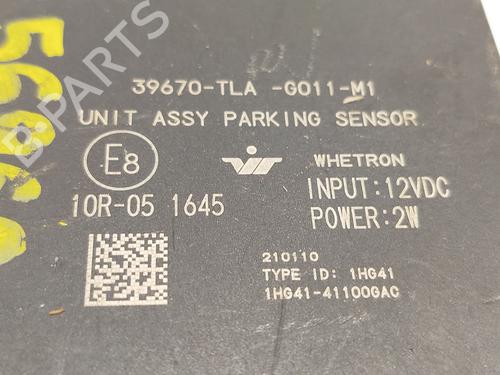 39670-TLA -G011-M1
UNIT ASSY PARKING SENSOR
E8
WHETRON
10R-05 1645
INPUT:12VDC
POWER:2W
210110
TYPE ID: 1HG41
1HG41-41100GAC
B-PARTS